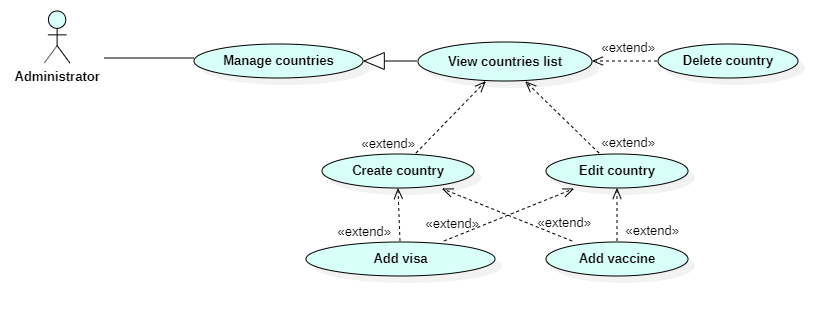 Administrator
Manage countries
View countries list
«extend»
Delete country
«extend»
«extend»
Create country
Edit country
«extend»
«extend»
«extend»
«extend»
Add visa
Add vaccine